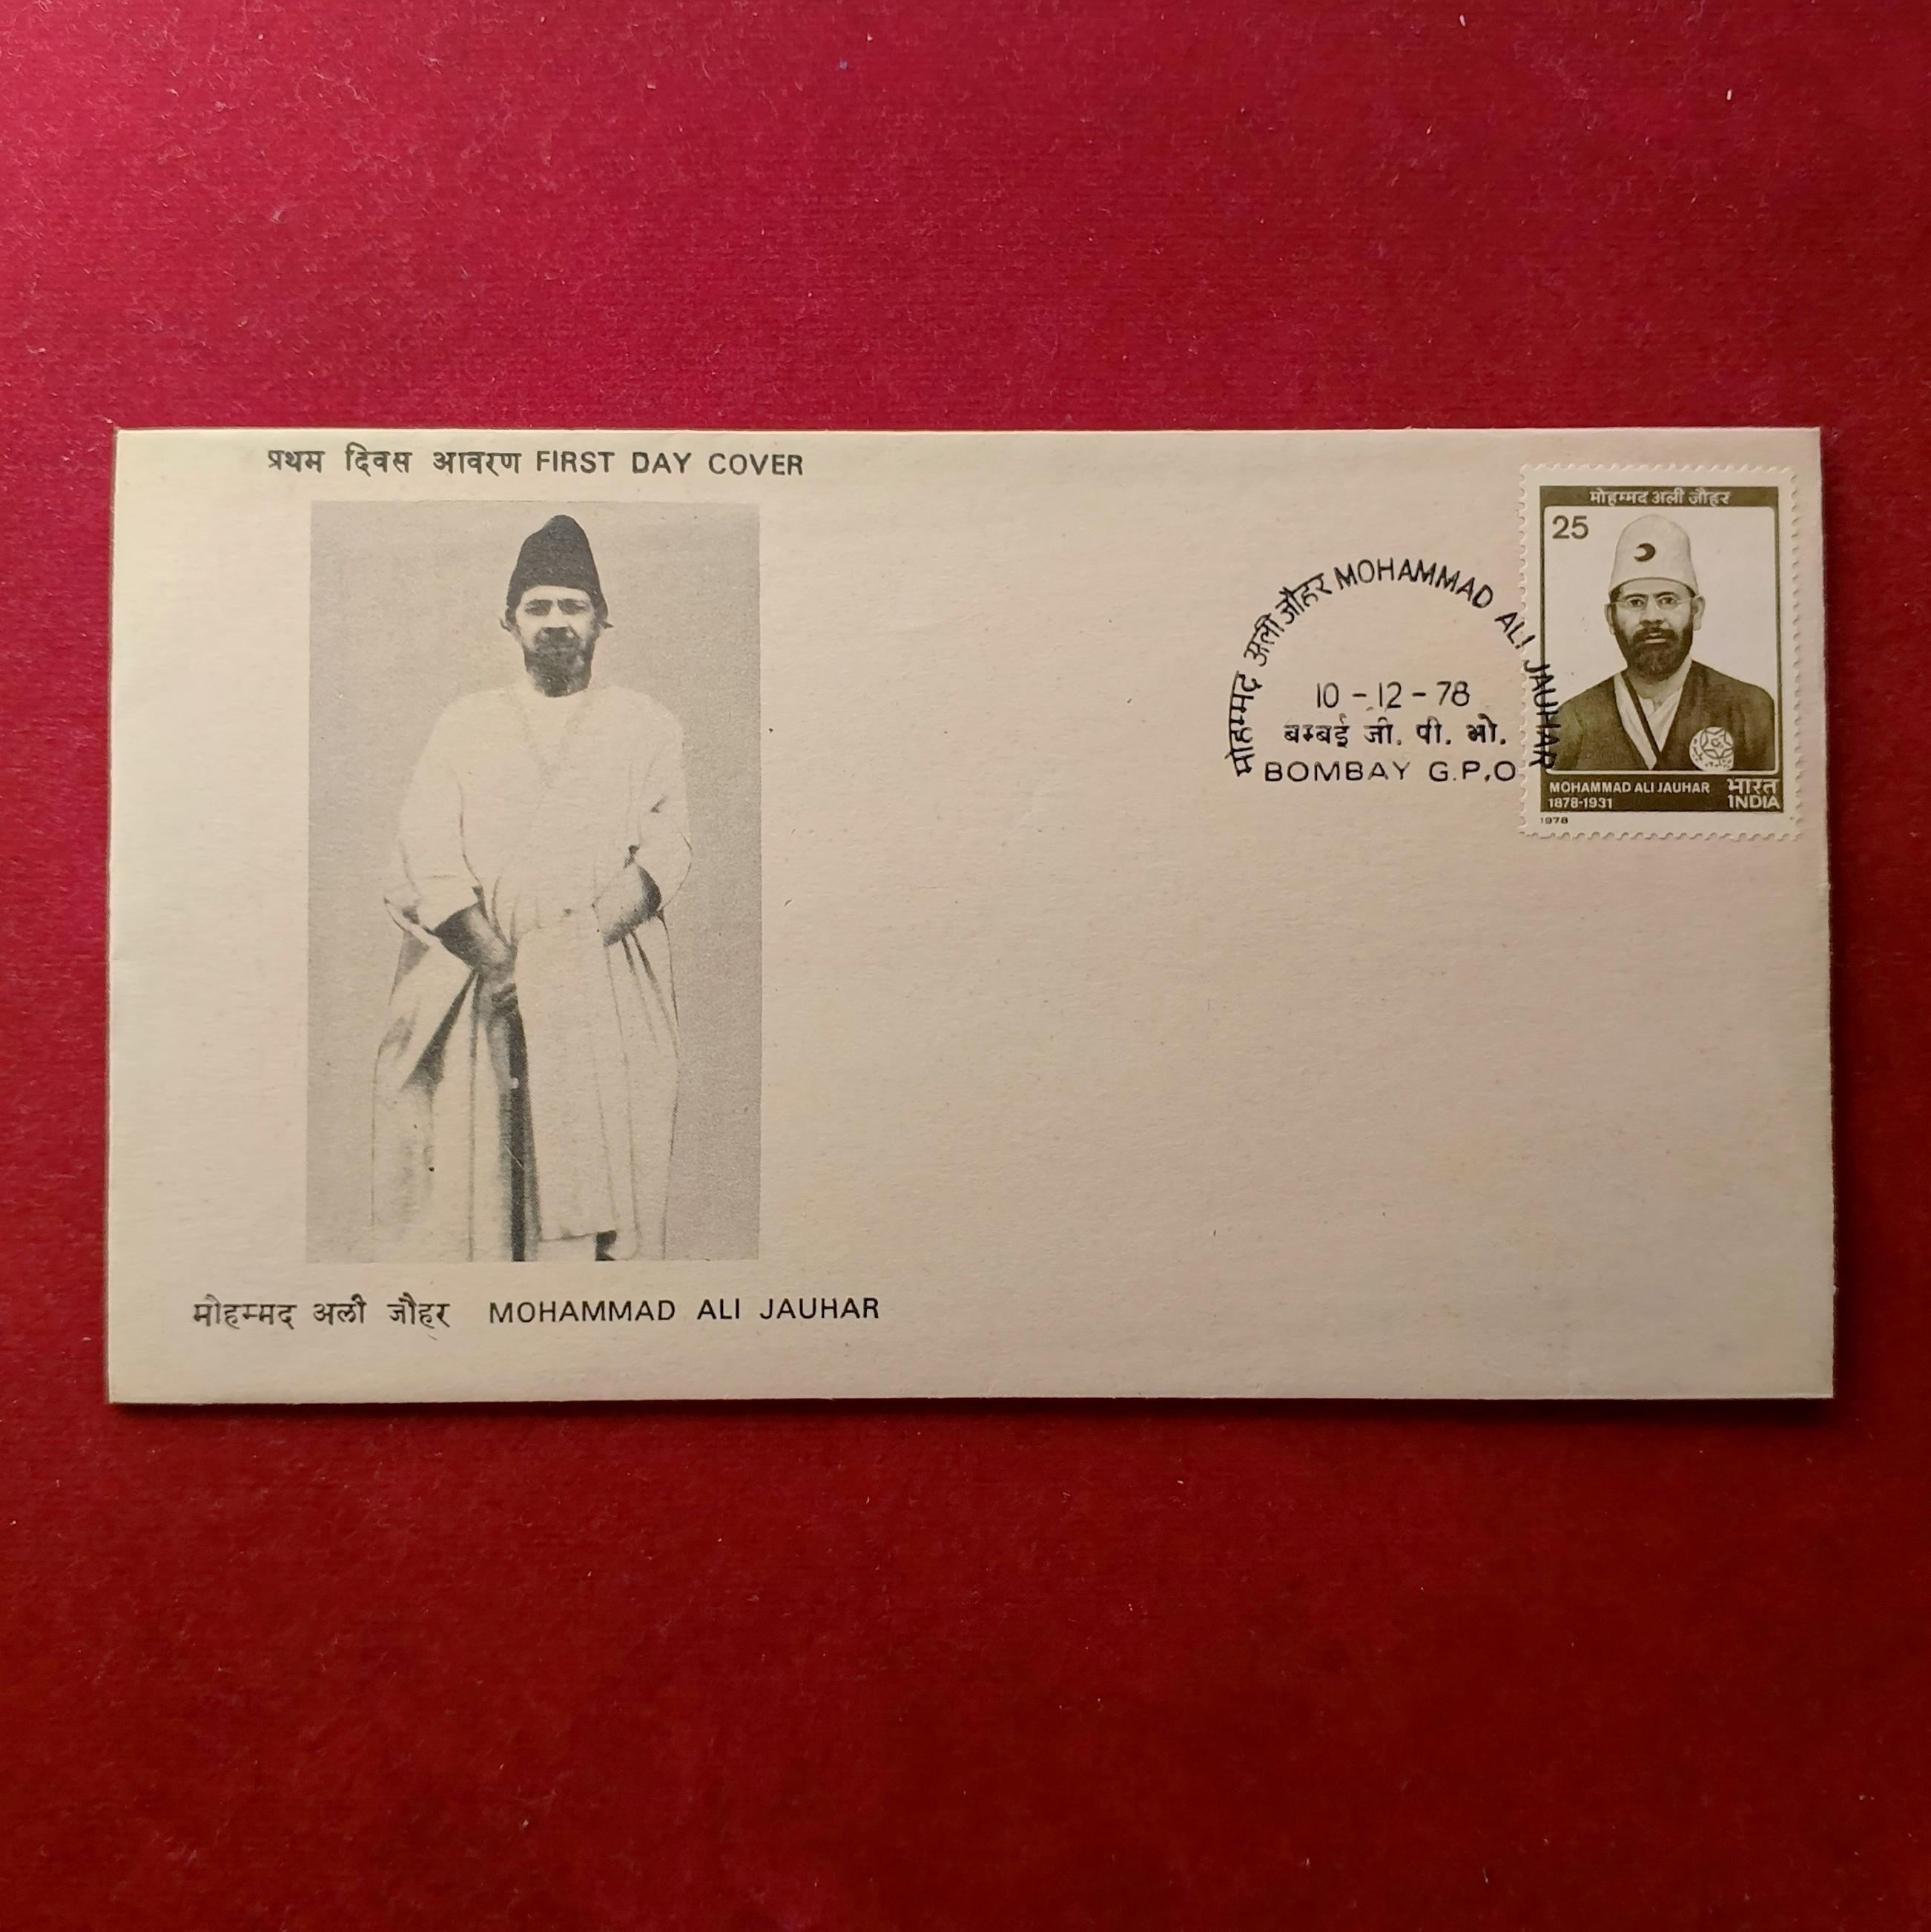 प्रथम दिवस आवरण FIRST DAY COVER
मोहम्मद अली जौहर
25
MOHAMMAD ALI JAUHAR
1878-1931
भारत
INDIA
1978
मोहम्मद अली जौहर MOHAMMAD ALI JAUHAR
10-12-78
बम्बई जी. पी. ओ.
BOMBAY G.P.O
मोहम्मद अली जौहर MOHAMMAD ALI JAUHAR